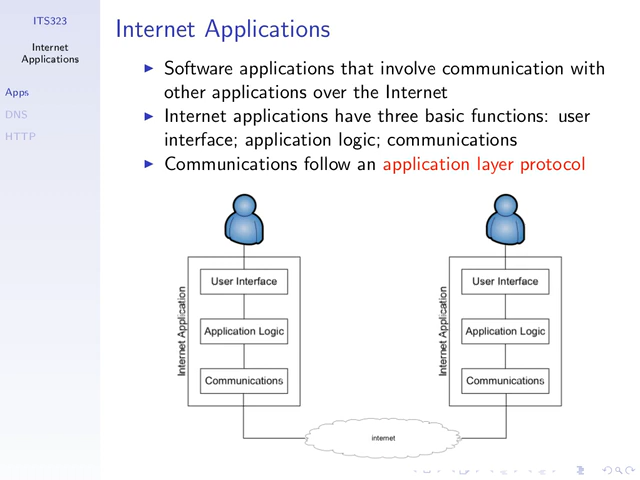 ITS323
Internet
Applications
Apps
DNS
HTTP
Internet Applications
Software applications that involve communication with
other applications over the Internet
Internet applications have three basic functions: user
interface; application logic; communications
Communications follow an application layer protocol
Internet Application
User Interface
Application Logic
Communications
Internet Application
User Interface
Application Logic
Communications
internet